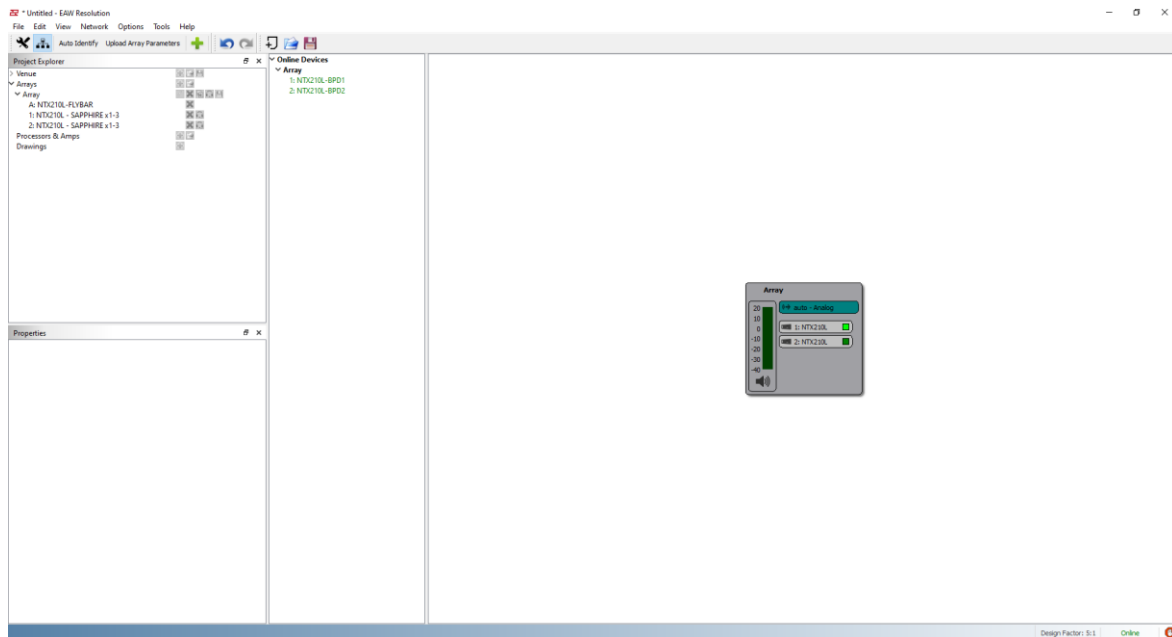 * Untitled - EAW Resolution
File Edit View Network Options Tools Help
Auto Identify Upload Array Parameters
Project Explorer
Venue
Arrays
Array
A: NTX210L-FLYBAR
1: NTX210L - SAPPHIRE x1-3
2: NTX210L - SAPPHIRE x1-3
Processors & Amps
Drawings
Properties
Online Devices
Array
1: NTX210L-BPD1
2: NTX210L-BPD2
Array
20
10
0
-10
-20
-30
-40
auto - Analog
1: NTX210L
2: NTX210L
Design Factor: 5:1 Online